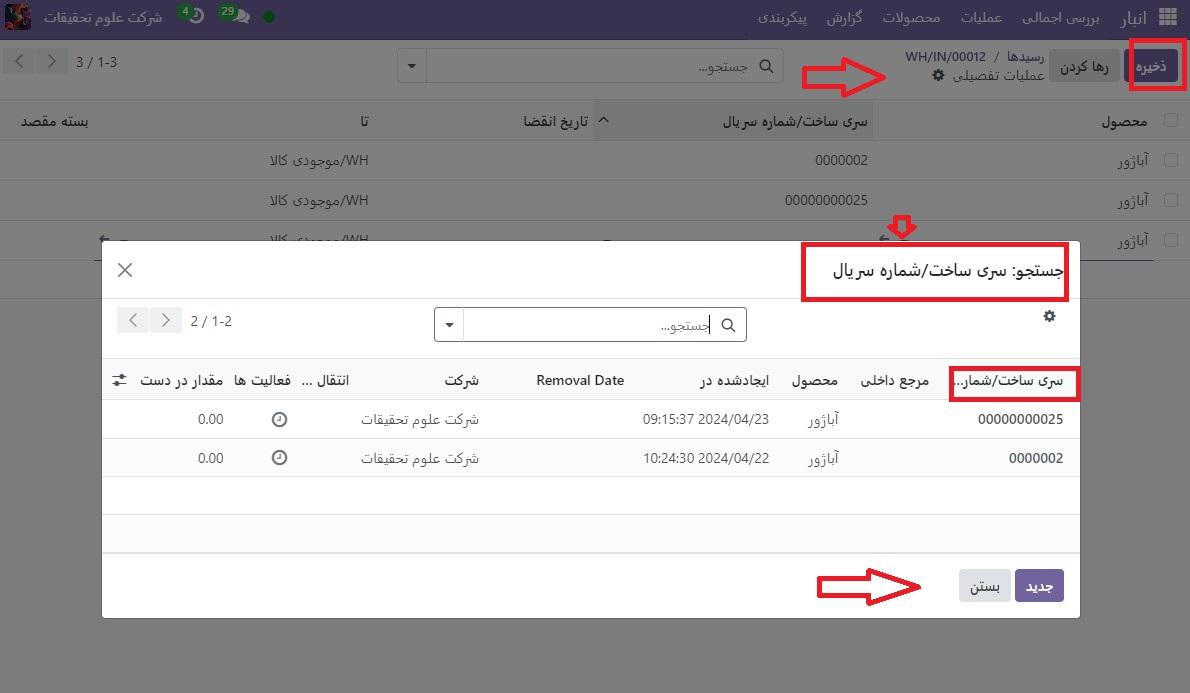 انبار بررسی اجمالی عملیات محصولات گزارش پیکربندی 29 4 شرکت علوم تحقیقات
ذخیره رها کردن رسیدها / WH/IN/00012 جستجو... 3 / 1-3
عملیات تفصیلی
محصول سری ساخت/شماره سریال تاریخ انقضا تا بسته مقصد
آباژور 0000002 WH/موجودی کالا
آباژور 00000000025 WH/موجودی کالا
آباژور WH/موجودی کالا
جستجو: سری ساخت/شماره سریال
جستجو... 2 / 1-2
سری ساخت/شمار... مرجع داخلی محصول ایجادشده در Removal Date شرکت انتقال ... فعالیت ها مقدار در دست
00000000025 آباژور 2024/04/23 09:15:37 شرکت علوم تحقیقات 0.00
0000002 آباژور 2024/04/22 10:24:30 شرکت علوم تحقیقات 0.00
جدید بستن